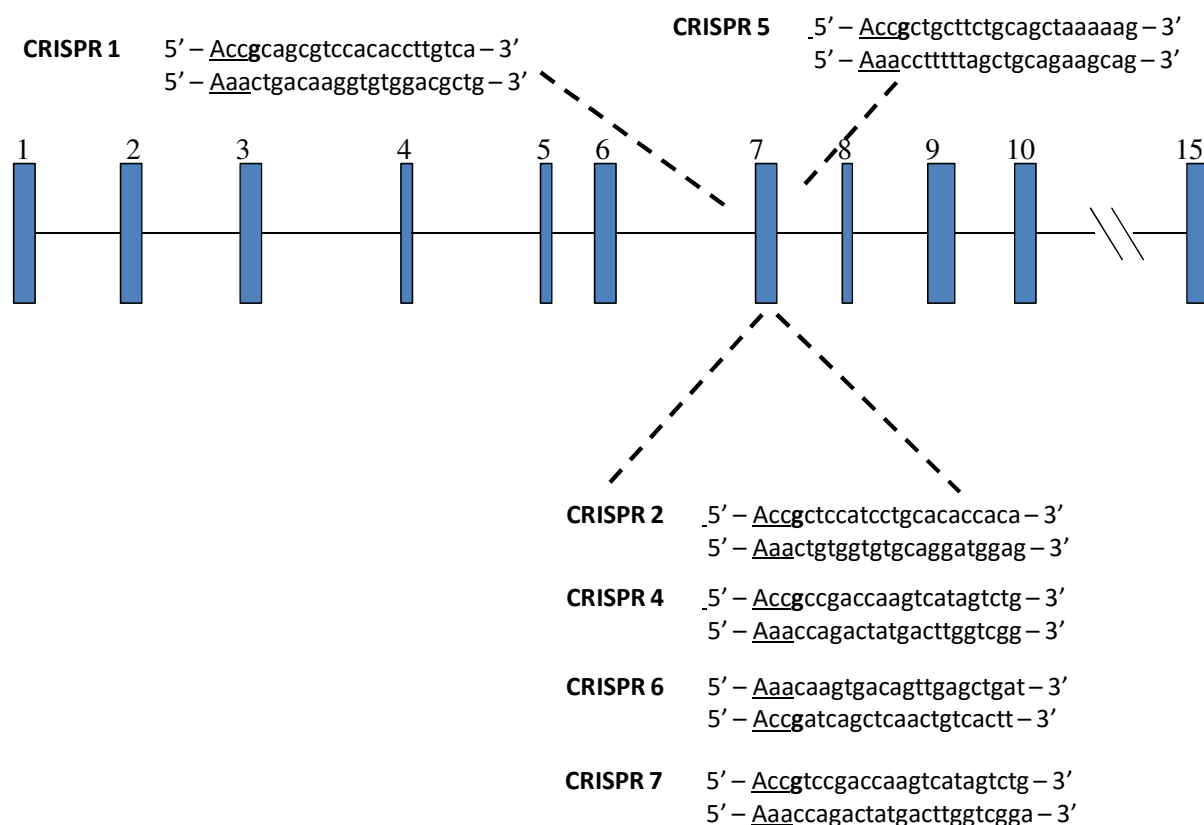 CRISPR 1 5’ – Accgcagcgtccacaccttgtca – 3’
5’ – Aaactgacaaggtgtggacgctg – 3’
CRISPR 5 5’ – Accgctgcttctgcagctaaaaag – 3’
5’ – Aaacctttttagctgcagaagcag – 3’
1 2 3 4 5 6 7 8 9 10 15
CRISPR 2 5’ – Accgctccatcctgcacaccaca – 3’
5’ – Aaactgtggtgtgcaggatggag – 3’
CRISPR 4 5’ – Accgccgaccaagtcatagtctg – 3’
5’ – Aaaccagactatgacttggtcgg – 3’
CRISPR 6 5’ – Aaacaagtgacagttgagctgat – 3’
5’ – Accgatcagctcaactgtcactt – 3’
CRISPR 7 5’ – Accgtccgaccaagtcatagtctg – 3’
5’ – Aaaccagactatgacttggtcgga – 3’